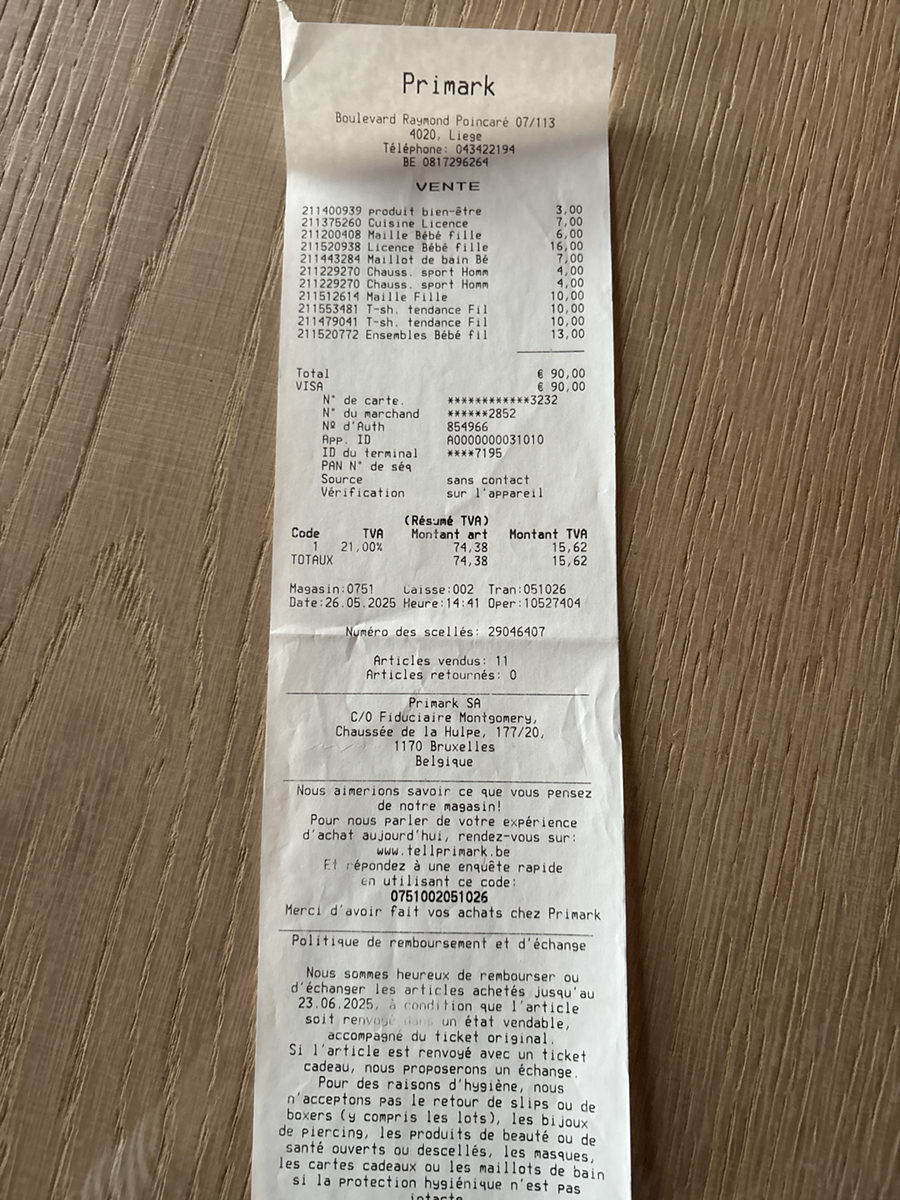 Primark
Boulevard Raymond Poincaré 07/113
4020, Liege
Téléphone: 043422194
BE 0817296264
VENTE
211400939 produit bien-être 3,00
211375260 Cuisine Licence 7,00
211200408 Maille Bébé fille 6,00
211520938 Licence Bébé fille 16,00
211443284 Maillot de bain Bé 7,00
211229270 Chauss. sport Homm 4,00
211229270 Chauss. sport Homm 4,00
211512614 Maille Fille 10,00
211553481 T-sh. tendance Fil 10,00
211479041 T-sh. tendance Fil 10,00
211520772 Ensembles Bébé fil 13,00
Total € 90,00
VISA € 90,00
N° de carte. ************3232
N° du marchand ******2852
Nº d'Auth 854966
App. ID A0000000031010
ID du terminal ****7195
PAN N° de séq
Source sans contact
Vérification sur l'appareil
(Résumé TVA)
Code TVA Montant art Montant TVA
1 21,00% 74,38 15,62
TOTAUX 74,38 15,62
Magasin:0751 Caisse:002 Tran:051026
Date:26.05.2025 Heure:14:41 Oper:10527404
Numéro des scellés: 29046407
Articles vendus: 11
Articles retournés: 0
Primark SA
C/O Fiduciaire Montgomery,
Chaussée de la Hulpe, 177/20,
1170 Bruxelles
Belgique
Nous aimerions savoir ce que vous pensez
de notre magasin!
Pour nous parler de votre expérience
d'achat aujourd'hui, rendez-vous sur:
www.tellprimark.be
Et répondez à une enquête rapide
en utilisant ce code:
0751002051026
Merci d'avoir fait vos achats chez Primark
Politique de remboursement et d'échange
Nous sommes heureux de rembourser ou
d'échanger les articles achetés jusqu'au
23.06.2025, à condition que l'article
soit renvoyé dans un état vendable,
accompagné du ticket original.
Si l'article est renvoyé avec un ticket
cadeau, nous proposerons un échange.
Pour des raisons d'hygiène, nous
n'acceptons pas le retour de slips ou de
boxers (y compris les lots), les bijoux
de piercing, les produits de beauté ou de
santé ouverts ou descellés, les masques,
les cartes cadeaux ou les maillots de bain
si la protection hygiénique n'est pas
intacte